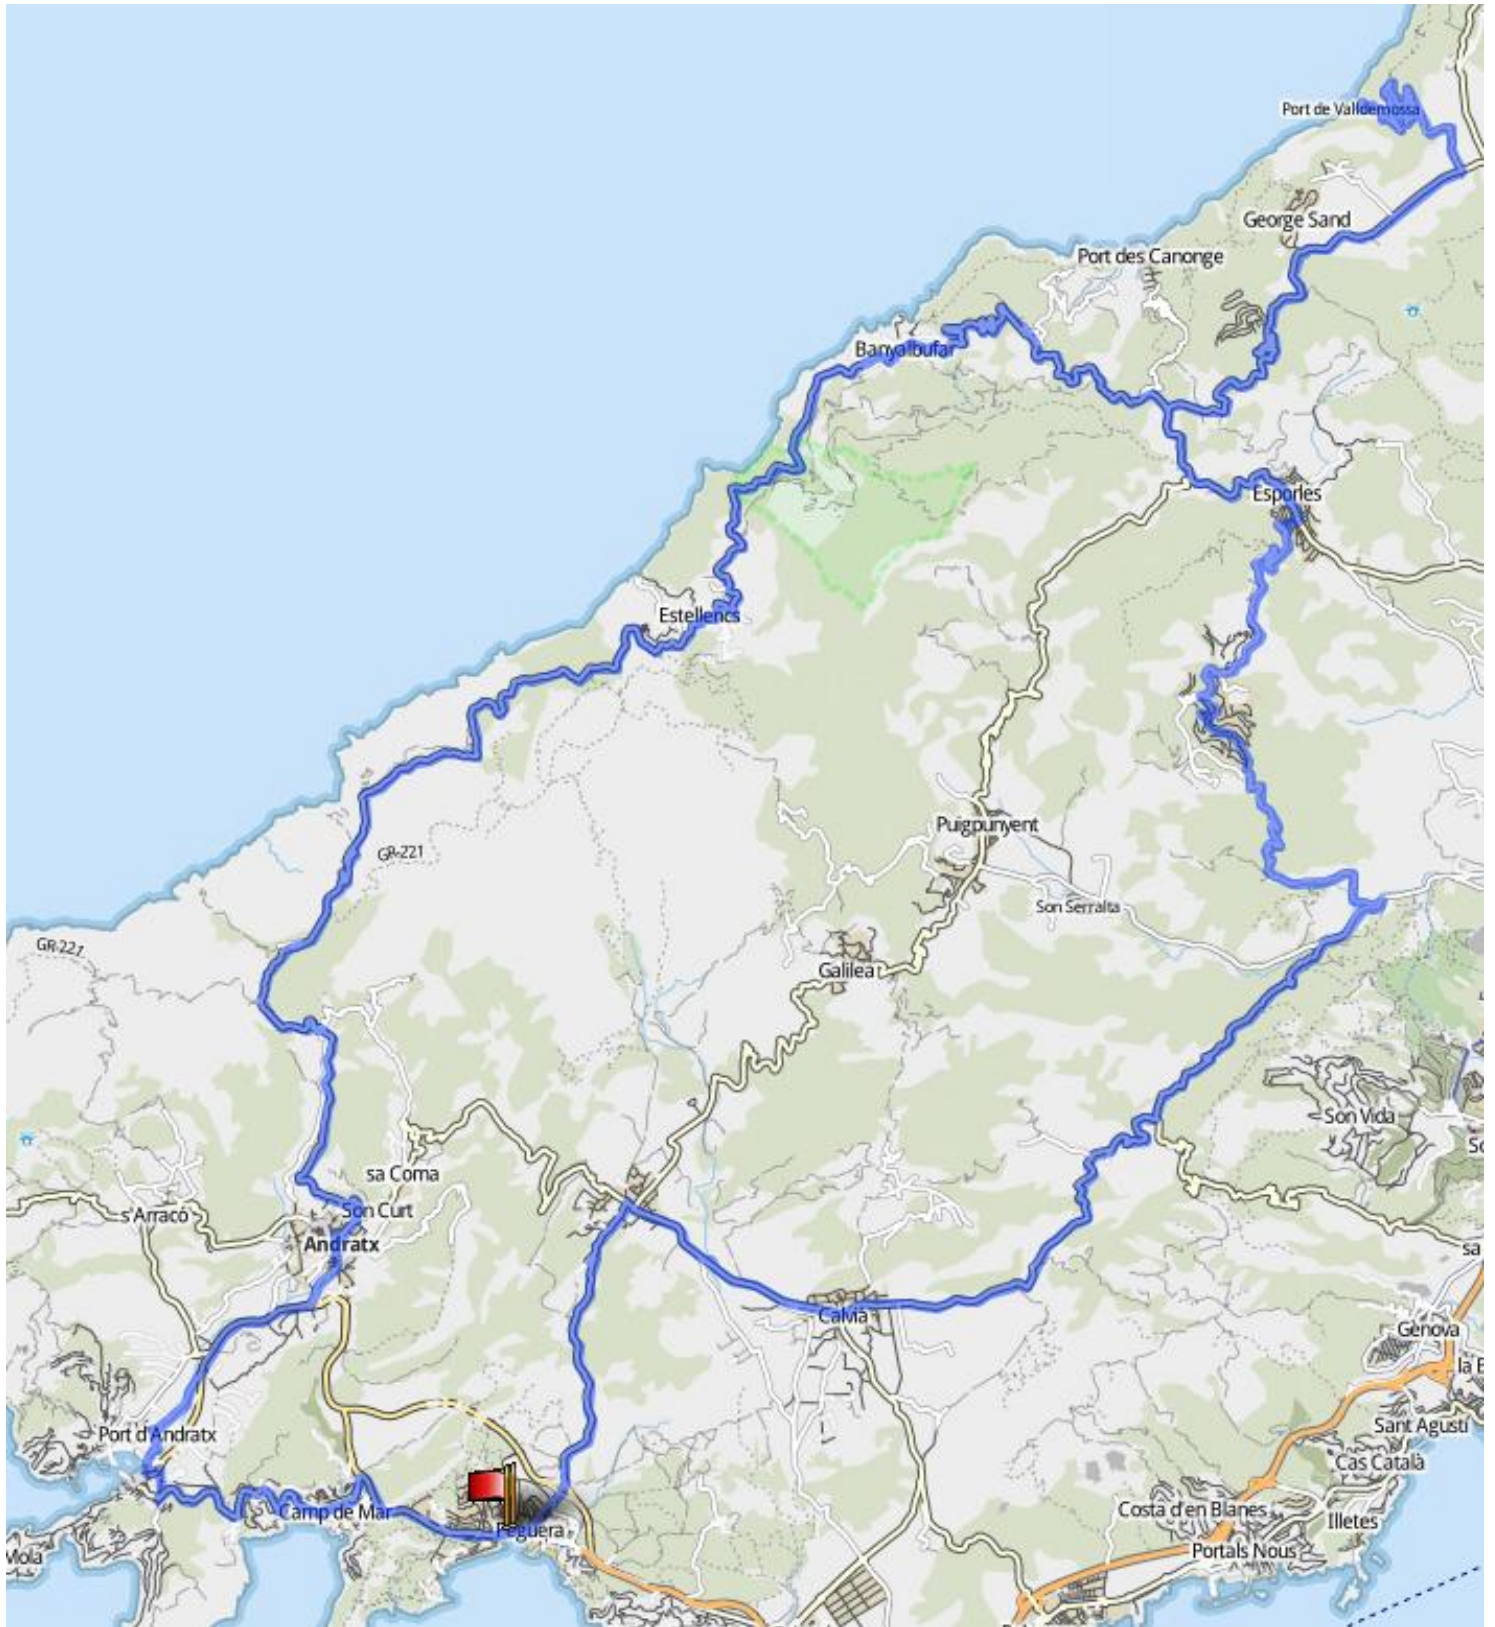 Port de Valldemossa
George Sand
Port des Canonge
Banyalbufar
Esporles
Estellencs
Puigpunyent
GR-221
Son Serralta
GR-221
Galilea
Son Vida
sa Coma
s'Arracó
Son Curt
Andratx
sa
Calvià
Gènova
la B
Port d'Andratx
Sant Agustí
Cas Català
Camp de Mar
Costa d'en Blanes
Illetes
Peguera
Portals Nous
Mola